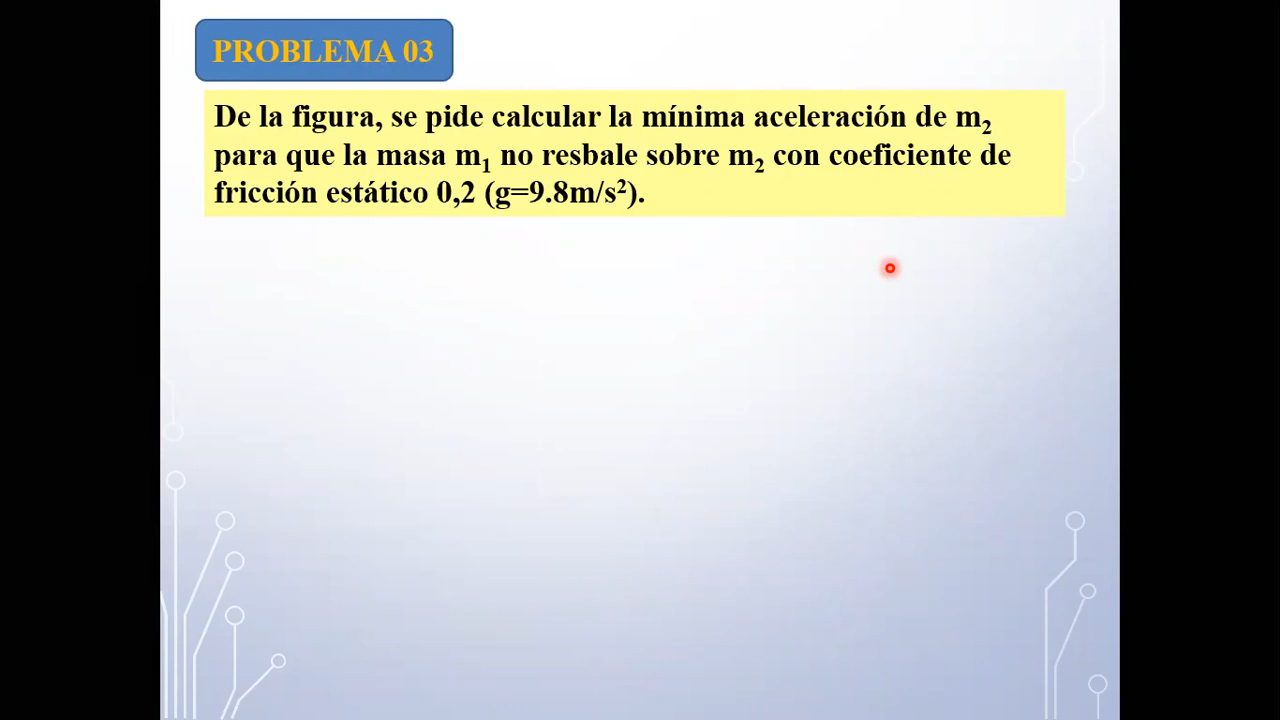 PROBLEMA 03
De la figura, se pide calcular la mínima aceleración de m₂
para que la masa m₁ no resbale sobre m₂ con coeficiente de
fricción estático 0,2 (g=9.8m/s²).